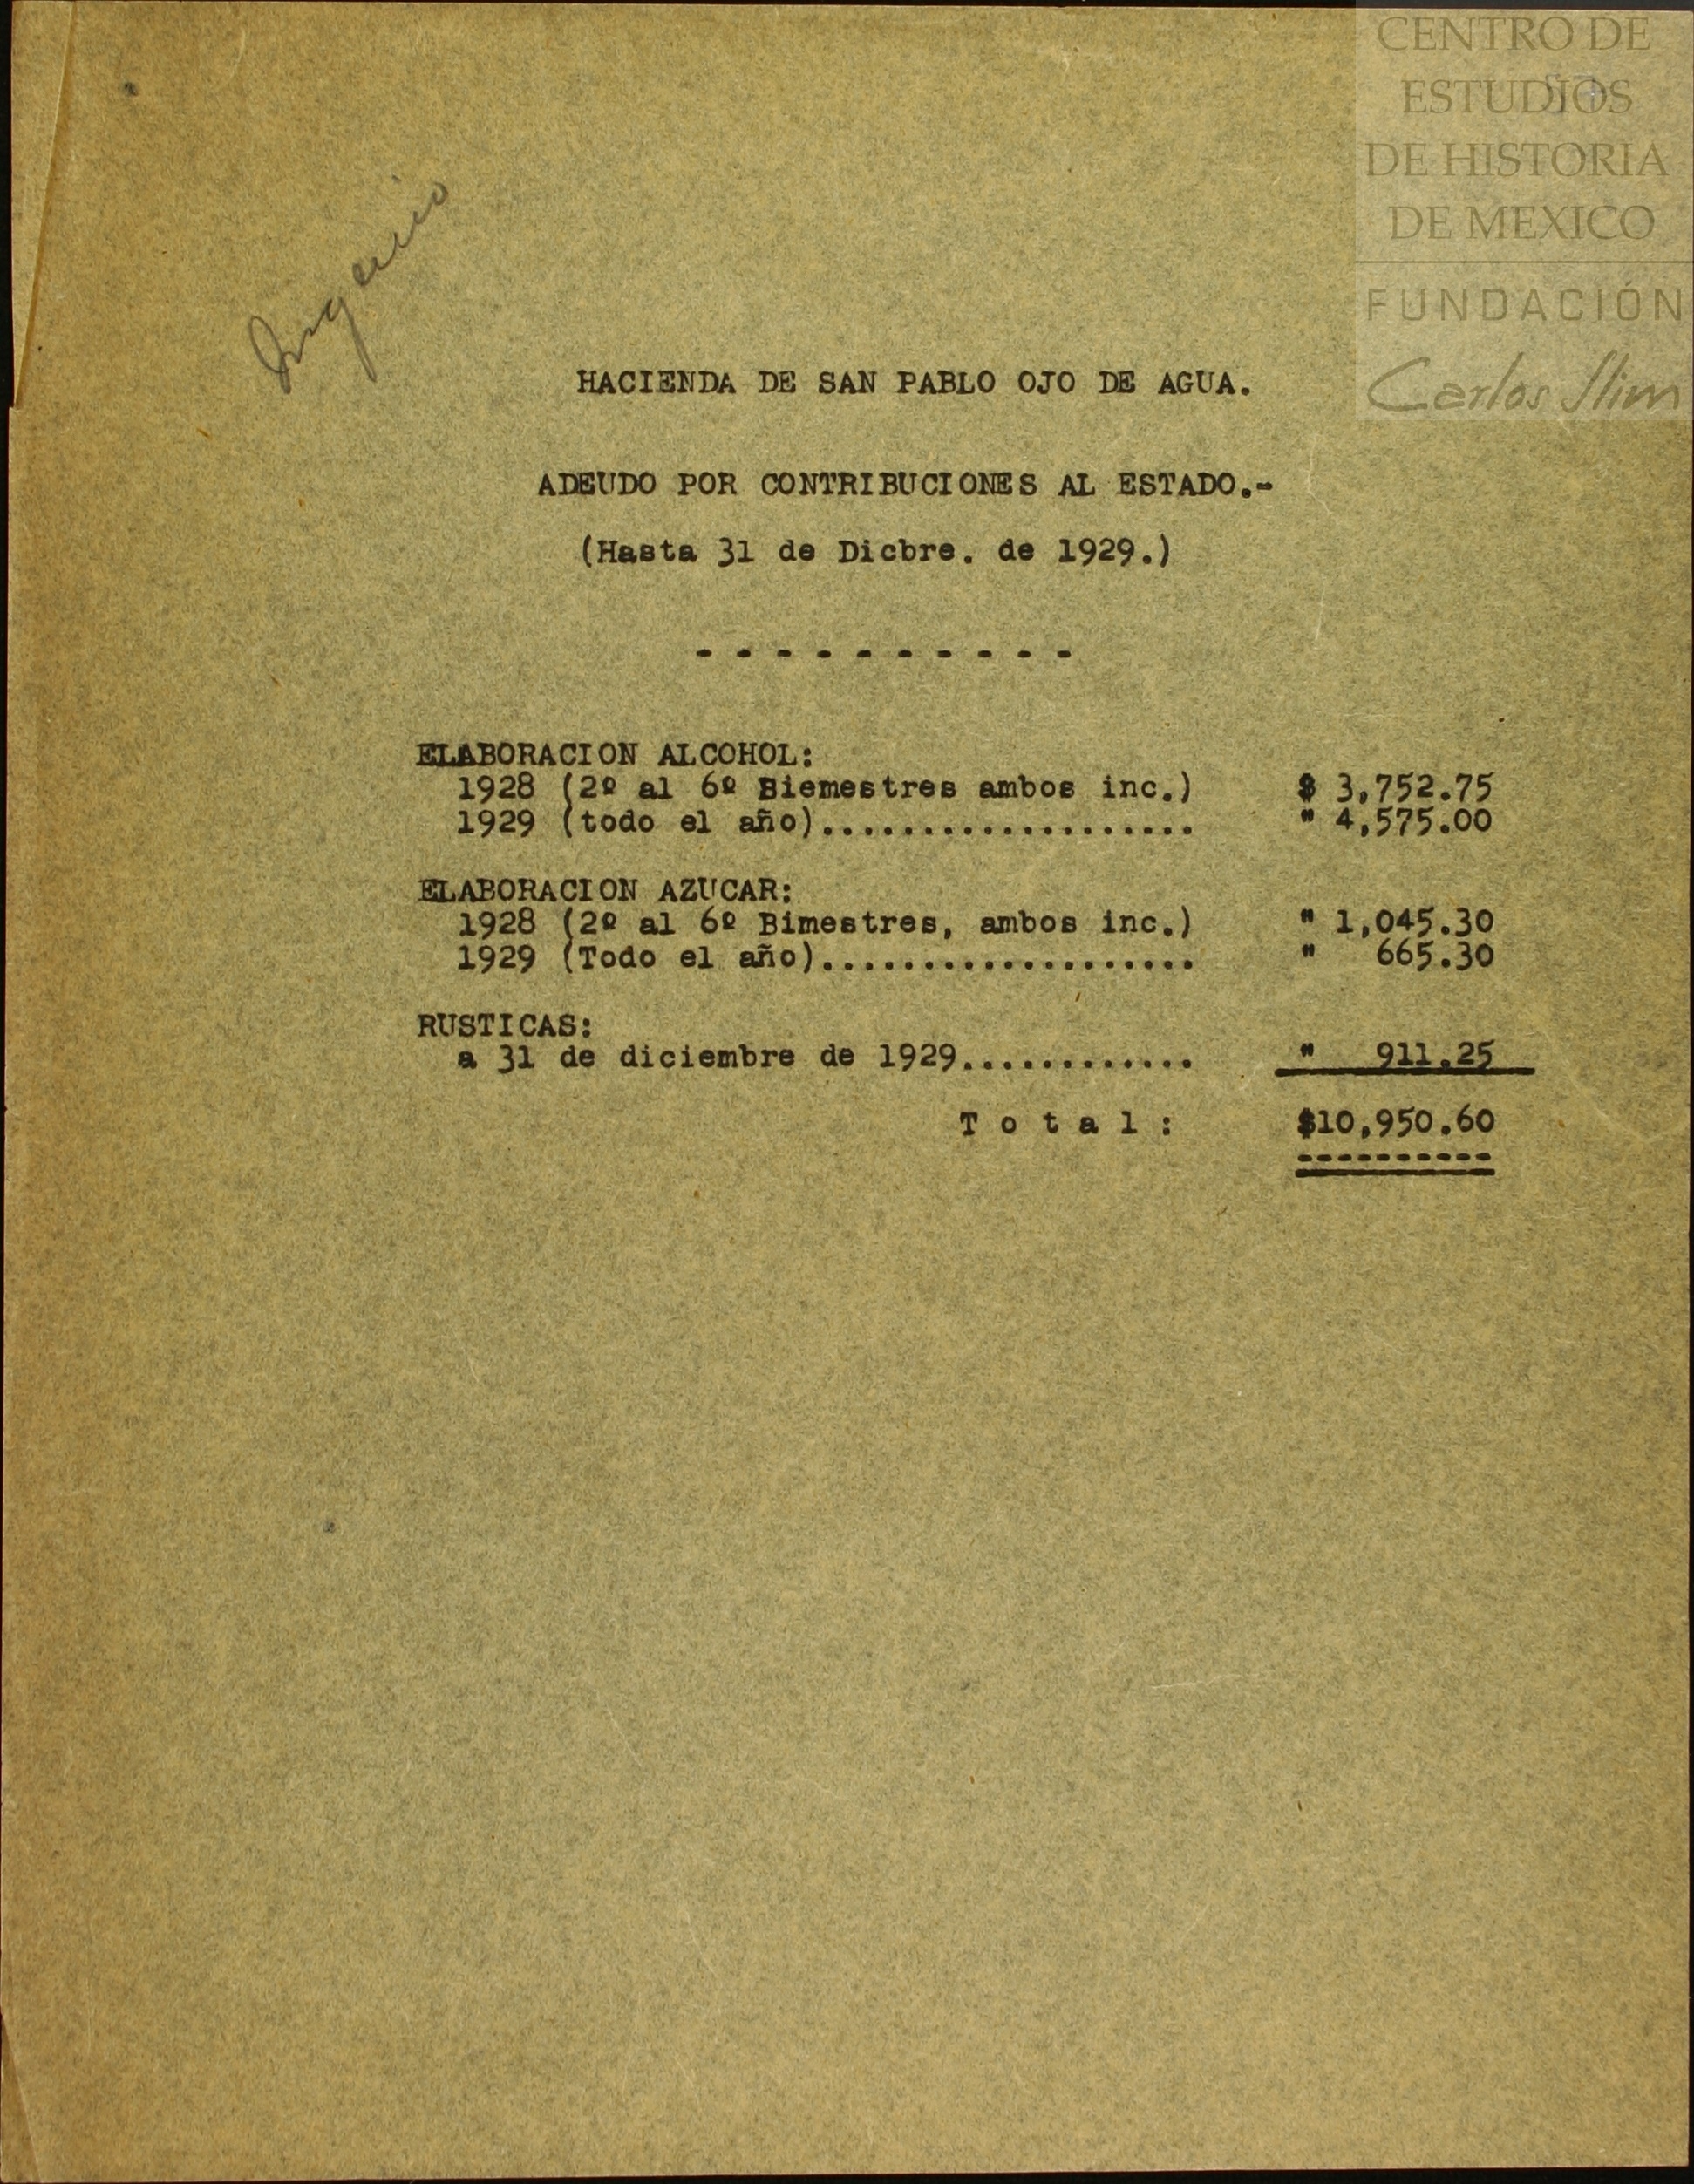 CENTRO DE
ESTUDIOS
DE HISTORIA
DE MEXICO
FUNDACIÓN
Carlos Slim
Ingenio
HACIENDA DE SAN PABLO OJO DE AGUA.
ADEUDO POR CONTRIBUCIONES AL ESTADO.-
(Hasta 31 de Dicbre. de 1929.)
- - - - - - - - - -
ELABORACION ALCOHOL:
1928 (2º al 6º Biemestres ambos inc.) $ 3,752.75
1929 (todo el año)................... " 4,575.00
ELABORACION AZUCAR:
1928 (2º al 6º Bimestres, ambos inc.) " 1,045.30
1929 (Todo el año)................... " 665.30
RUSTICAS:
a 31 de diciembre de 1929............ " 911.25
T o t a l : $10,950.60